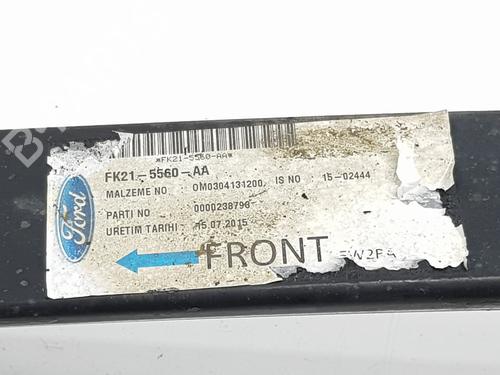 *FK21-5560-AA*
FK21-5560-AA
MALZEME NO OM0304131200 IS NO 15-02444
PARTI NO 0000238798
URETIM TARIHI 15.07.2015
Ford
FRONT